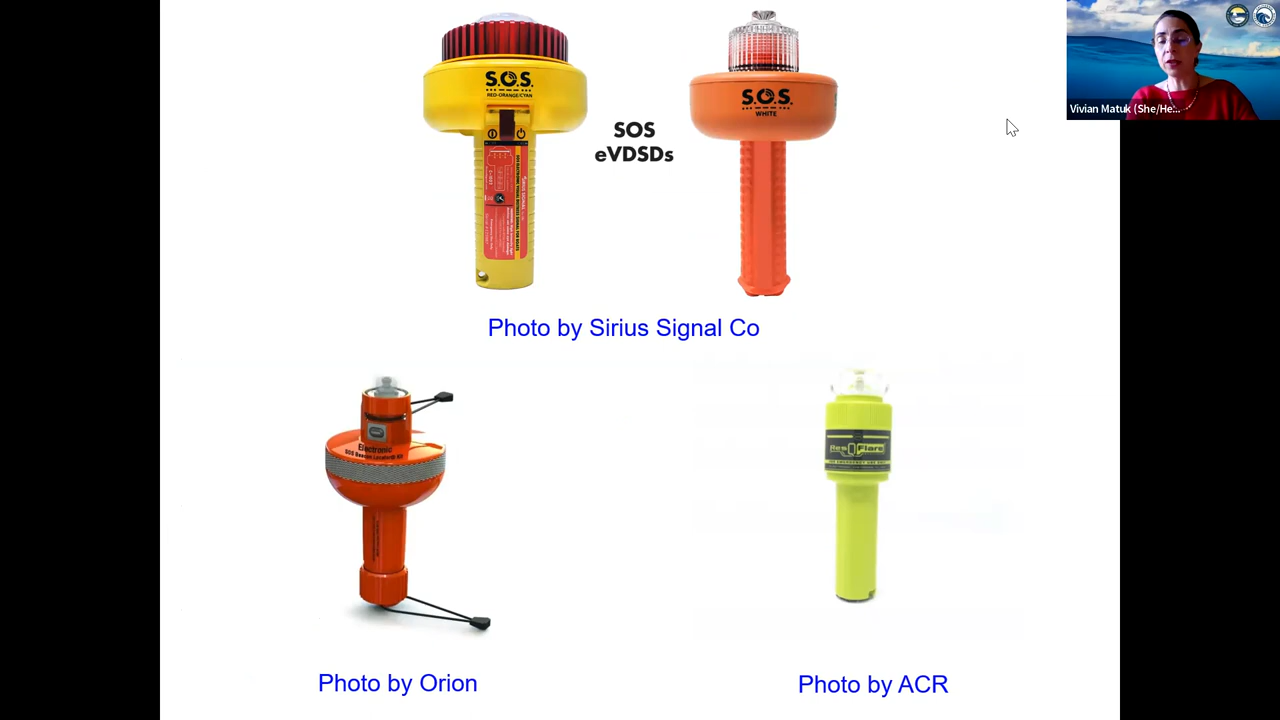 S.O.S.
RED-ORANGE/CYAN
SOS
eVDSDs
S.O.S.
WHITE
Vivian Matuk (She/He...
Photo by Sirius Signal Co
Electronic
SOS Beacon Locator & Kit
ResQFlare
Photo by Orion
Photo by ACR